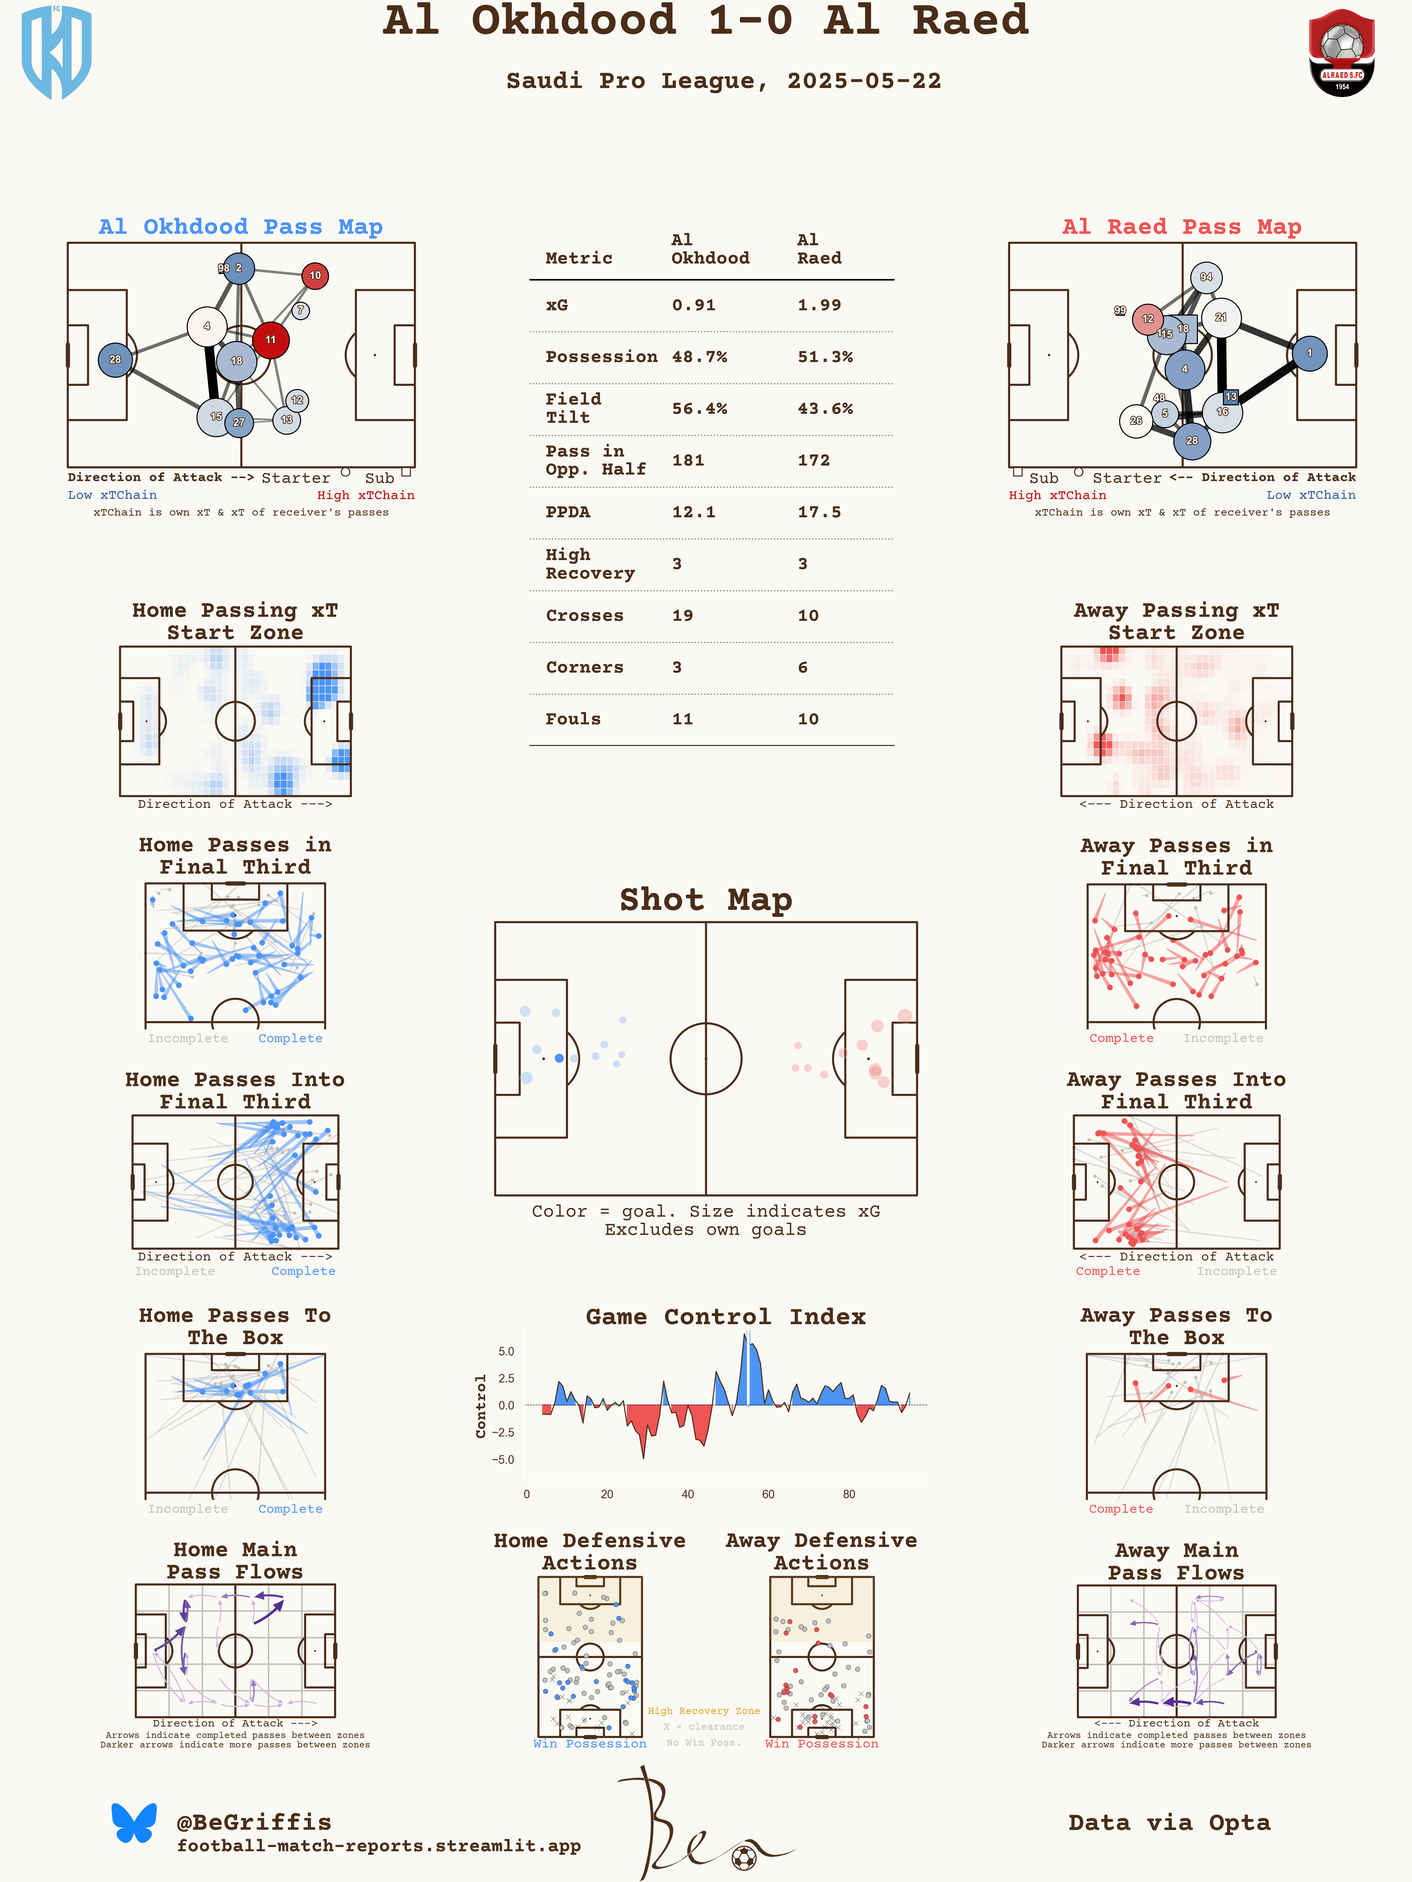 FC
Al Okhdood 1-0 Al Raed
Saudi Pro League, 2025-05-22
ALRAED S.FC
1954
Al Okhdood Pass Map
98
2
10
7
4
11
28
18
12
15
27
13
Direction of Attack --> Starter Sub
Low xTChain High xTChain
xTChain is own xT & xT of receiver's passes
Metric Al Okhdood Al Raed
xG 0.91 1.99
Possession 48.7% 51.3%
Field Tilt 56.4% 43.6%
Pass in Opp. Half 181 172
PPDA 12.1 17.5
High Recovery 3 3
Crosses 19 10
Corners 3 6
Fouls 11 10
Al Raed Pass Map
94
99
12
21
18
15
1
4
48
13
26
5
16
28
Sub Starter <-- Direction of Attack
High xTChain Low xTChain
xTChain is own xT & xT of receiver's passes
Home Passing xT
Start Zone
Direction of Attack --->
Away Passing xT
Start Zone
<--- Direction of Attack
Home Passes in
Final Third
Incomplete Complete
Away Passes in
Final Third
Complete Incomplete
Shot Map
Color = goal. Size indicates xG
Excludes own goals
Home Passes Into
Final Third
Direction of Attack --->
Incomplete Complete
Away Passes Into
Final Third
<--- Direction of Attack
Complete Incomplete
Home Passes To
The Box
Incomplete Complete
Game Control Index
Control
5.0
2.5
0.0
−2.5
−5.0
0 20 40 60 80
Away Passes To
The Box
Complete Incomplete
Home Main
Pass Flows
Direction of Attack --->
Arrows indicate completed passes between zones
Darker arrows indicate more passes between zones
Home Defensive
Actions
Win Possession
High Recovery Zone
X = clearance
No Win Poss.
Away Defensive
Actions
Win Possession
Away Main
Pass Flows
<--- Direction of Attack
Arrows indicate completed passes between zones
Darker arrows indicate more passes between zones
@BeGriffis
football-match-reports.streamlit.app
Ben
Data via Opta